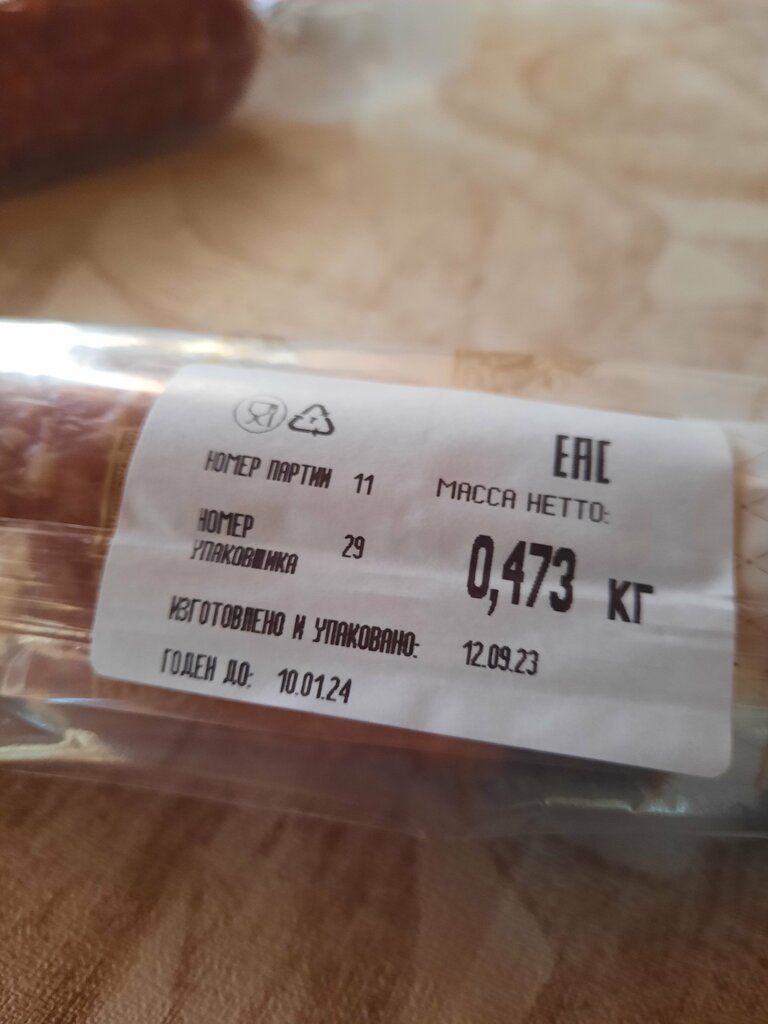 ЕАС
НОМЕР ПАРТИИ 11
МАССА НЕТТО:
НОМЕР
УПАКОВЩИКА 29
0,473 КГ
ИЗГОТОВЛЕНО И УПАКОВАНО: 12.09.23
ГОДЕН ДО: 10.01.24